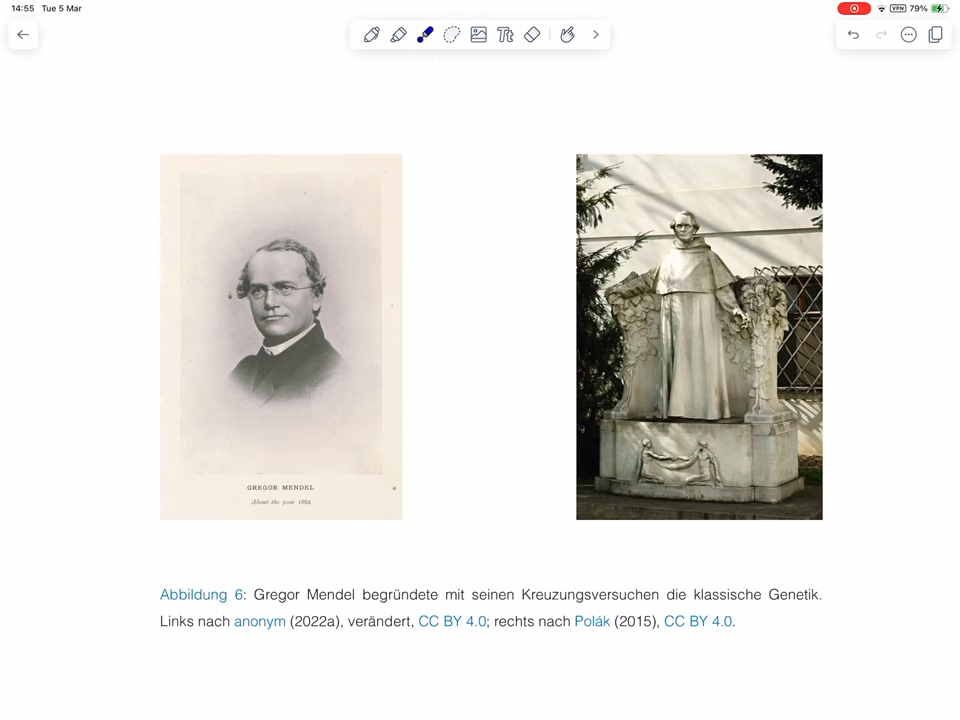 14:55 Tue 5 Mar
VPN 79%
Tt
GREGOR MENDEL
About the year 1862
Abbildung 6: Gregor Mendel begründete mit seinen Kreuzungsversuchen die klassische Genetik.
Links nach anonym (2022a), verändert, CC BY 4.0; rechts nach Polák (2015), CC BY 4.0.